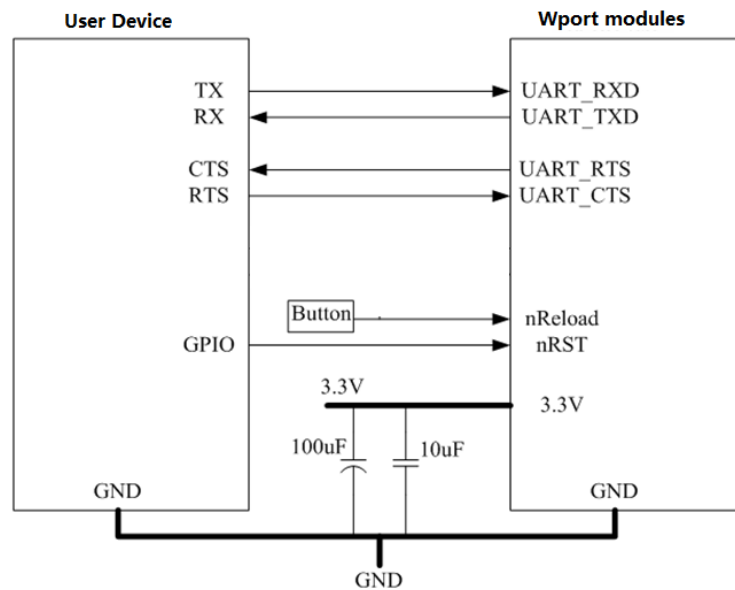 User Device
Wport modules
TX
UART_RXD
RX
UART_TXD
CTS
UART_RTS
RTS
UART_CTS
Button
nReload
GPIO
nRST
3.3V
3.3V
100uF
10uF
GND
GND
GND